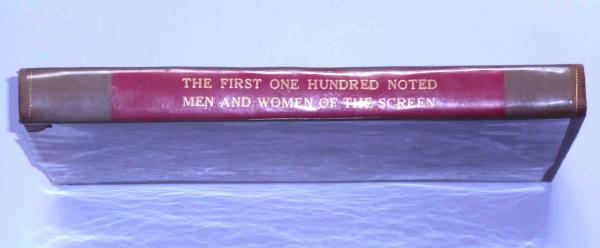 THE FIRST ONE HUNDRED NOTED
MEN AND WOMEN OF THE SCREEN